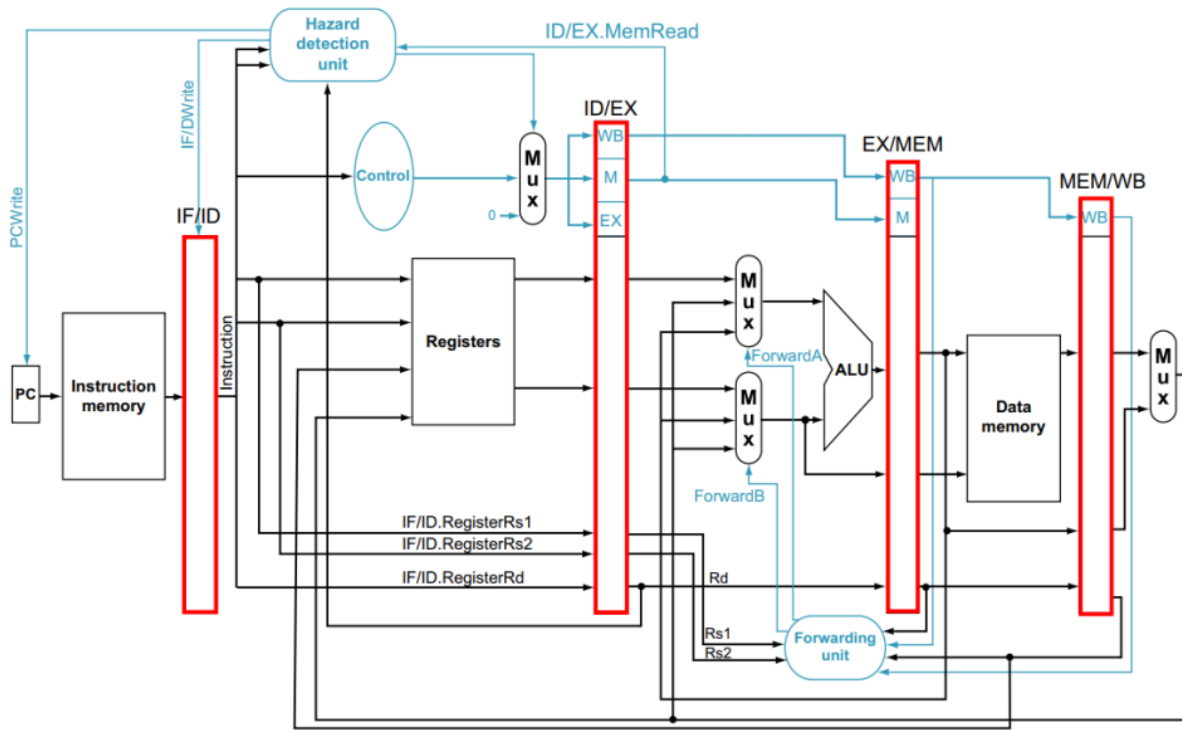 Hazard
detection
unit
ID/EX.MemRead
ID/EX
IF/DWrite
PCWrite
WB
EX/MEM
Control
M
u
x
M
WB
MEM/WB
0
EX
M
WB
IF/ID
Instruction
Registers
M
u
x
ForwardA
ALU
PC
Instruction
memory
M
u
x
Data
memory
M
u
x
ForwardB
IF/ID.RegisterRs1
IF/ID.RegisterRs2
IF/ID.RegisterRd
Rd
Rs1
Rs2
Forwarding
unit